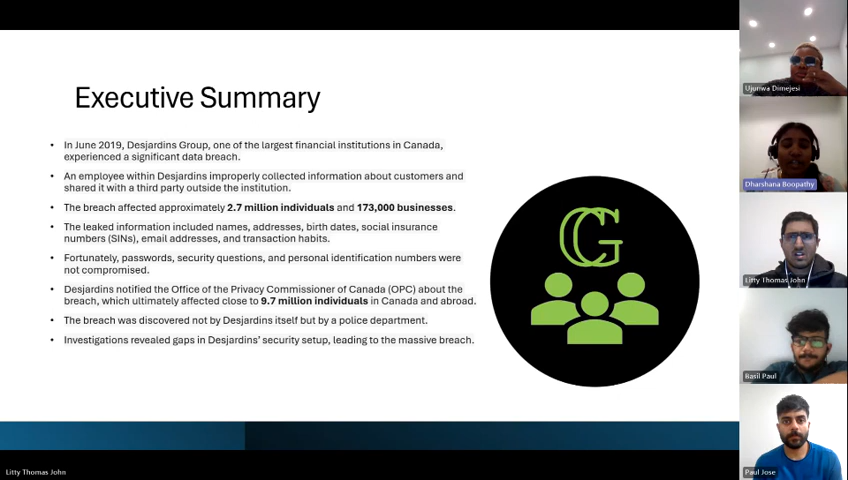 Executive Summary
• In June 2019, Desjardins Group, one of the largest financial institutions in Canada,
experienced a significant data breach.
• An employee within Desjardins improperly collected information about customers and
shared it with a third party outside the institution.
• The breach affected approximately 2.7 million individuals and 173,000 businesses.
• The leaked information included names, addresses, birth dates, social insurance
numbers (SINs), email addresses, and transaction habits.
• Fortunately, passwords, security questions, and personal identification numbers were
not compromised.
• Desjardins notified the Office of the Privacy Commissioner of Canada (OPC) about the
breach, which ultimately affected close to 9.7 million individuals in Canada and abroad.
• The breach was discovered not by Desjardins itself but by a police department.
• Investigations revealed gaps in Desjardins' security setup, leading to the massive breach.
CG
Ujunwa Dimejesi
Dharshana Boopathy
Litty Thomas John
Basil Paul
Paul Jose
Litty Thomas John